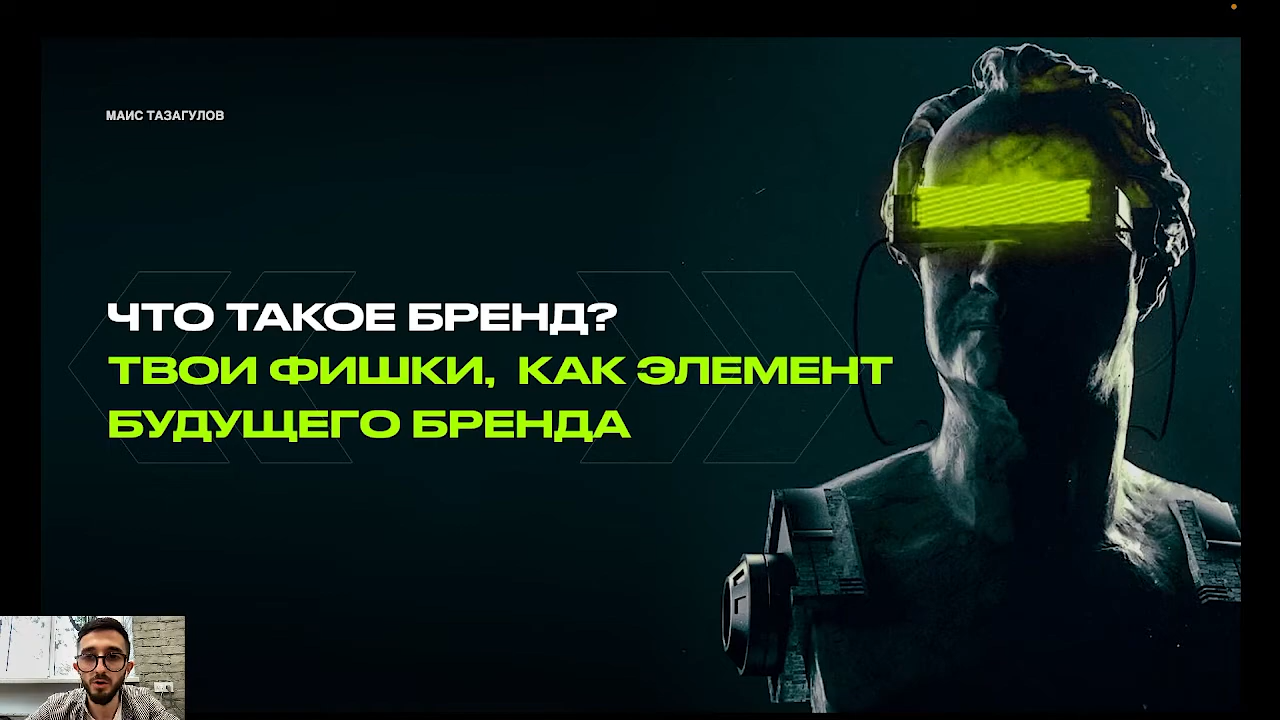 МАИС ТАЗАГУЛОВ
ЧТО ТАКОЕ БРЕНД?
ТВОИ ФИШКИ, КАК ЭЛЕМЕНТ
БУДУЩЕГО БРЕНДА